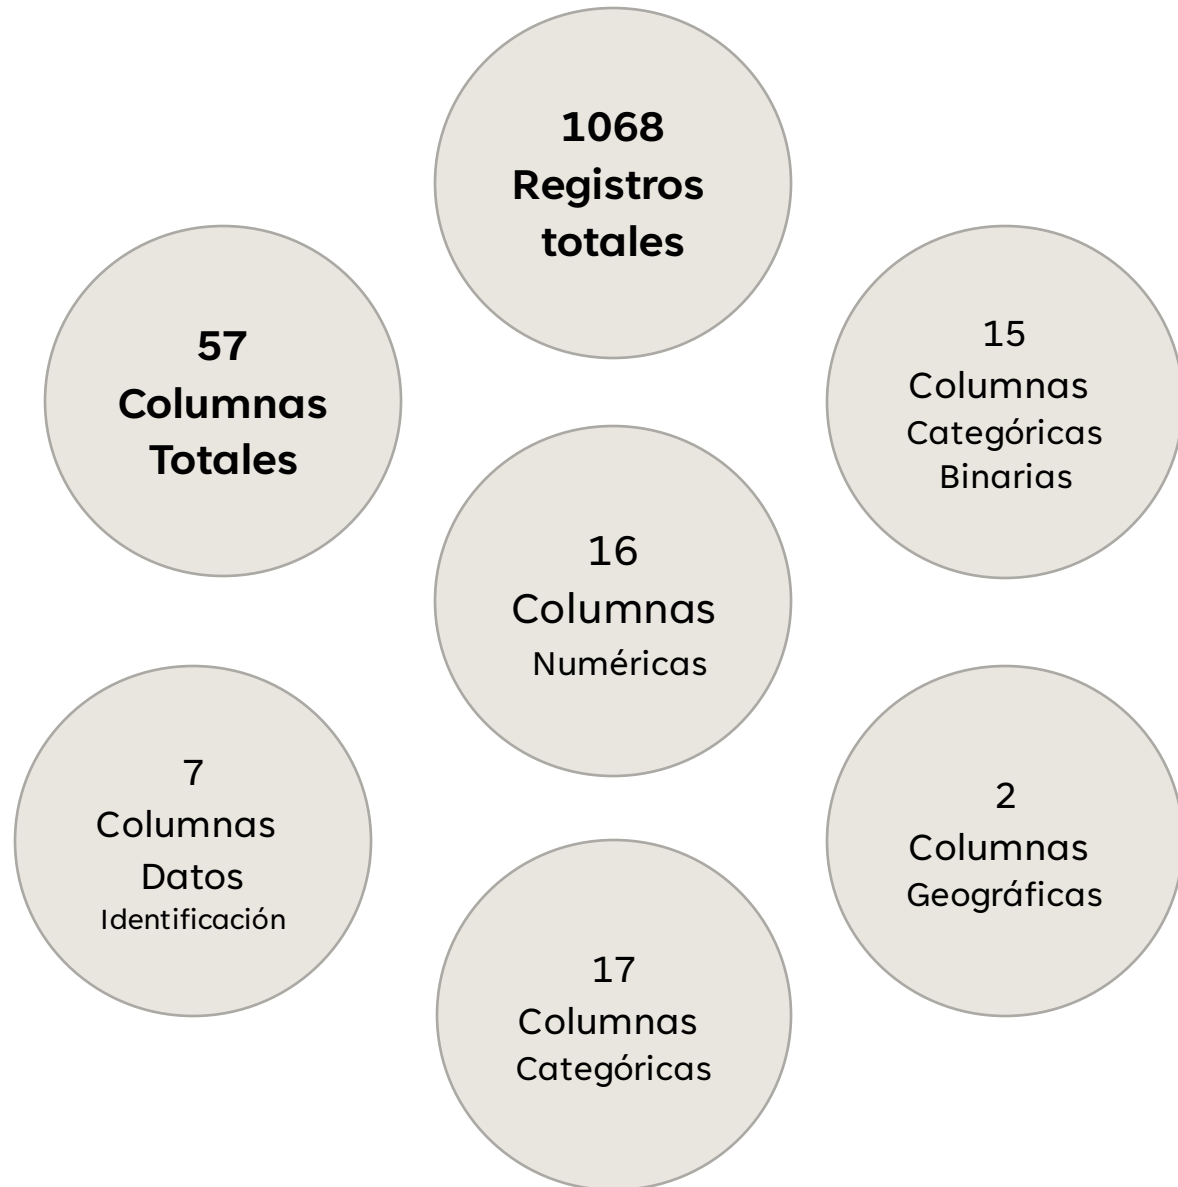 1068
Registros
totales
57
Columnas
Totales
15
Columnas
Categóricas
Binarias
16
Columnas
Numéricas
7
Columnas
Datos
Identificación
2
Columnas
Geográficas
17
Columnas
Categóricas